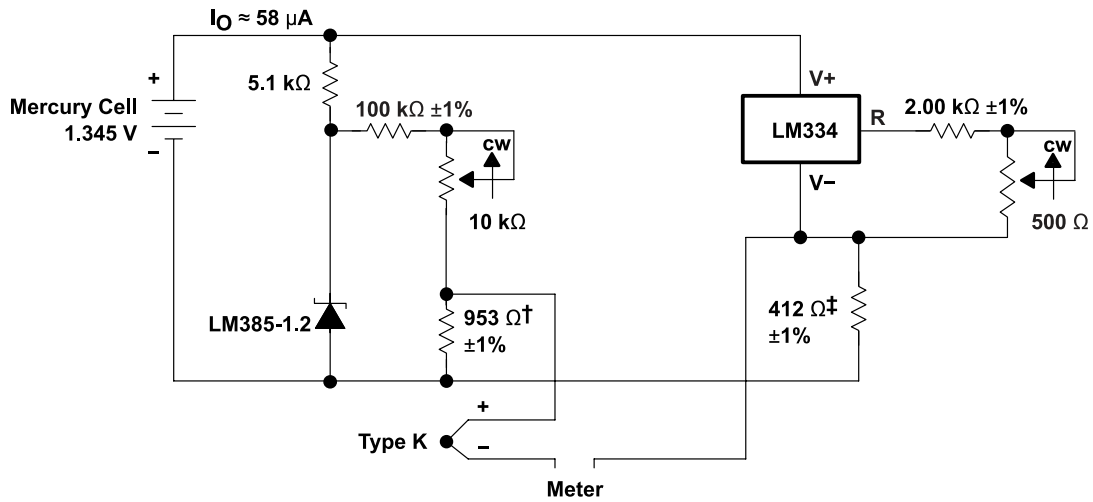 IO ≈ 58 µA
+
Mercury Cell
1.345 V
−
5.1 kΩ
100 kΩ ±1%
cw
10 kΩ
LM385-1.2
953 Ω†
±1%
V+
LM334
R
V−
2.00 kΩ ±1%
cw
500 Ω
412 Ω‡
±1%
+
Type K
−
Meter